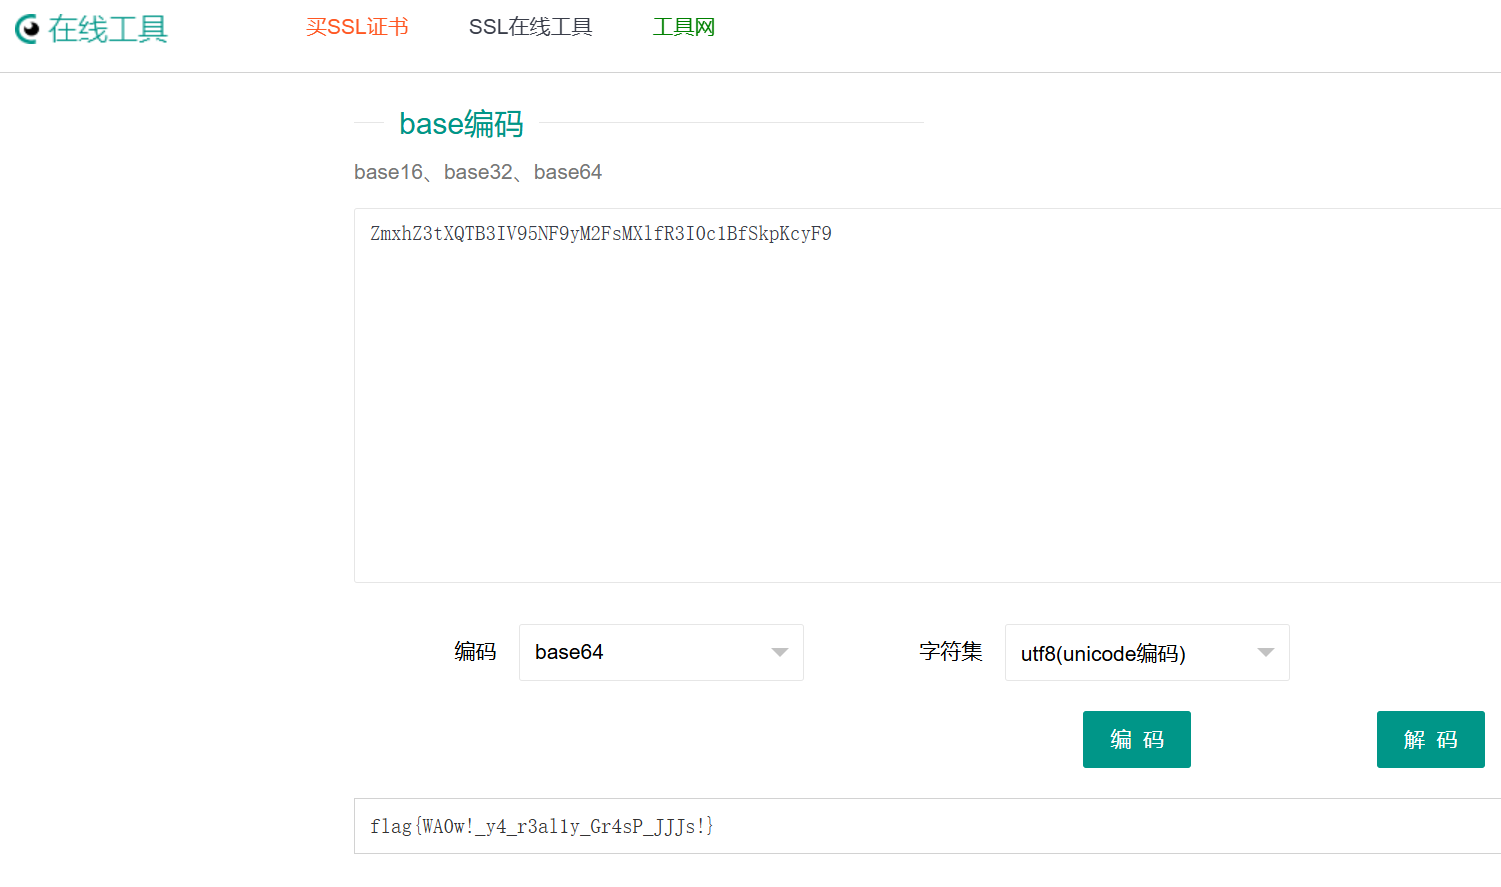 在线工具
买SSL证书 SSL在线工具 工具网
base编码
base16、base32、base64
ZmxhZ3tXQTB3IV95NF9yM2FsMXlfR3I0c1BfSkpKcyF9
编码 base64 字符集 utf8(unicode编码)
编 码 解 码
flag{WA0w!_y4_r3al1y_Gr4sP_JJJs!}